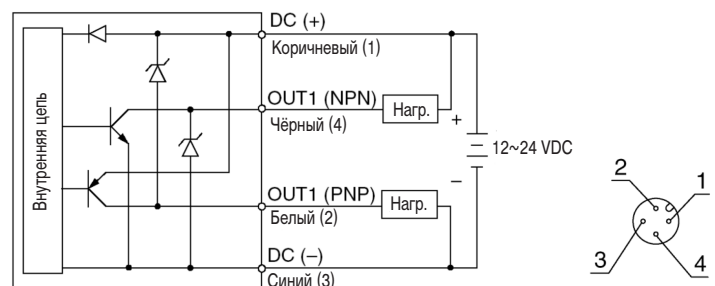 DC (+)
Коричневый (1)
OUT1 (NPN)
Чёрный (4)
Нагр.
Внутренняя цепь
+
12~24 VDC
–
OUT1 (PNP)
Белый (2)
Нагр.
DC (–)
Синий (3)
2
1
3
4